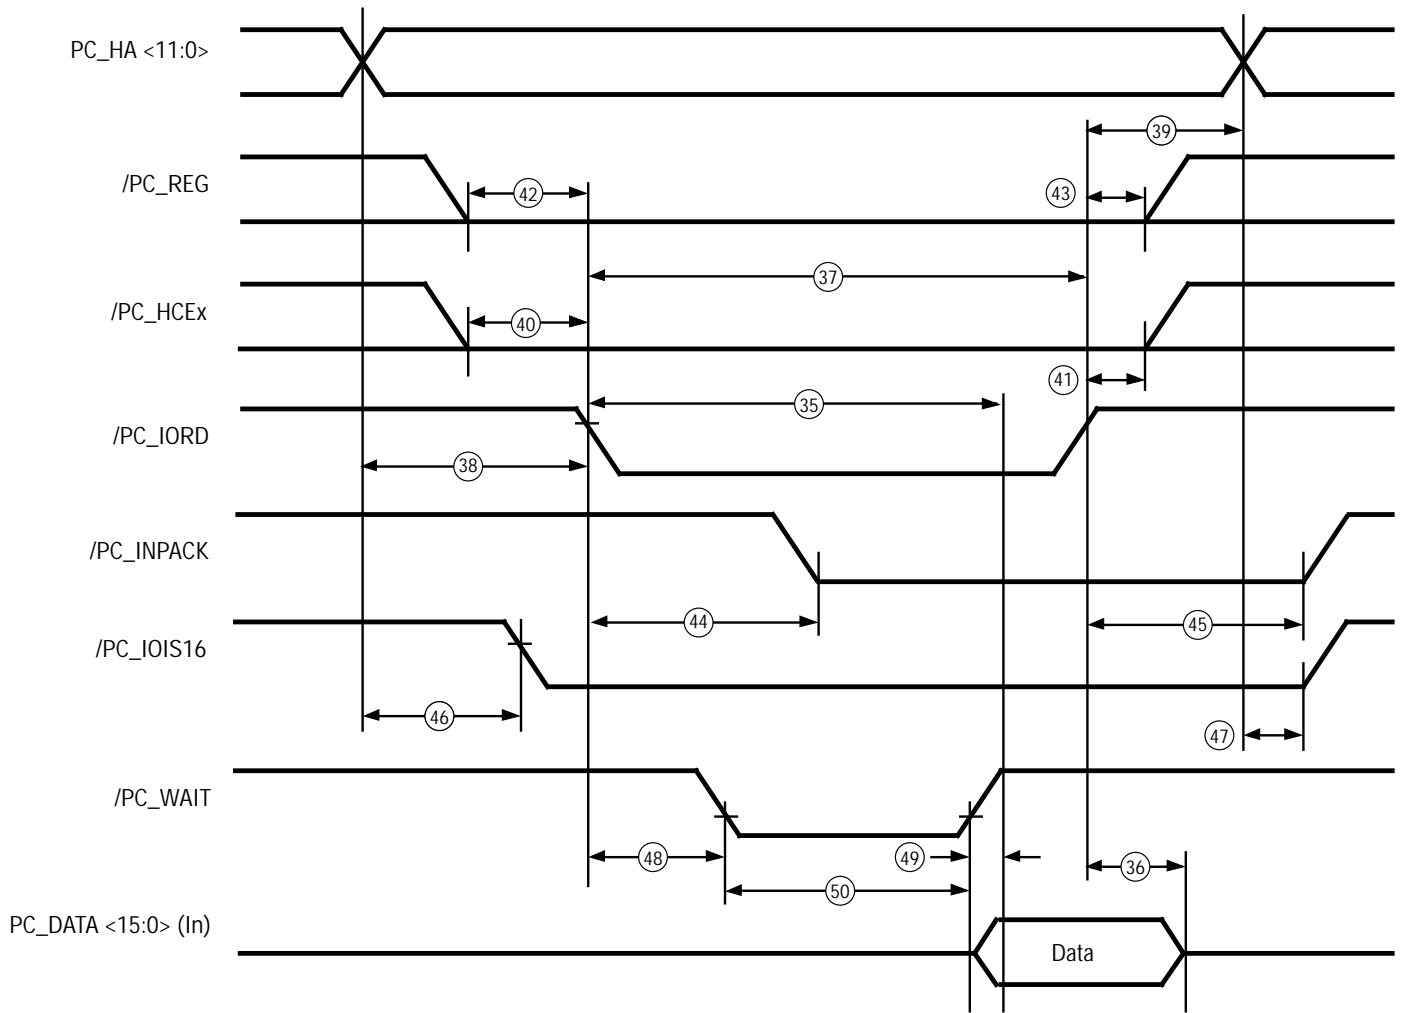 PC_HA <11:0>
39
/PC_REG
42
43
37
/PC_HCEx
40
41
35
/PC_IORD
38
/PC_INPACK
44
45
/PC_IOIS16
46
47
/PC_WAIT
48
49
36
50
PC_DATA <15:0> (In)
Data